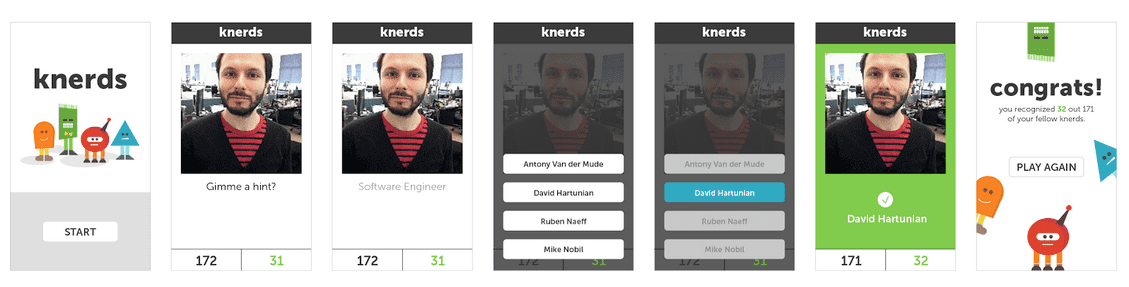 knerds
START
knerds
Gimme a hint?
172 31
knerds
Software Engineer
172 31
knerds
Antony Van der Mude
David Hartunian
Ruben Naeff
Mike Nobil
172 31
knerds
Antony Van der Mude
David Hartunian
Ruben Naeff
Mike Nobil
172 31
knerds
David Hartunian
171 32
congrats!
you recognized 32 out 171
of your fellow knerds.
PLAY AGAIN